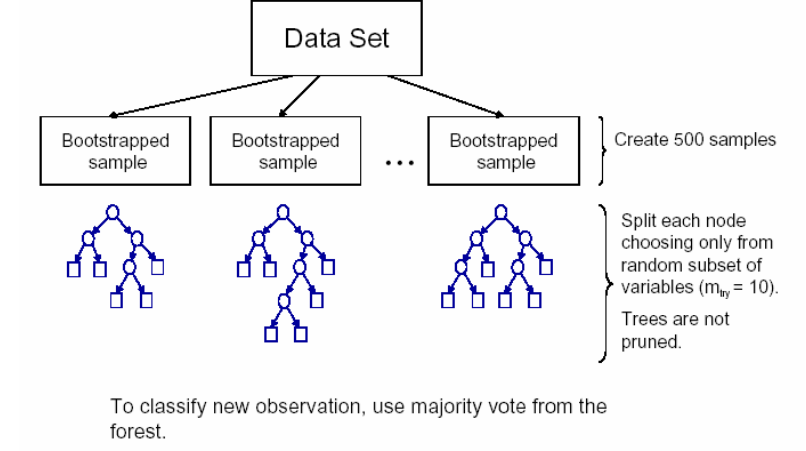 Data Set
Bootstrapped
sample
Bootstrapped
sample
...
Bootstrapped
sample
Create 500 samples
Split each node
choosing only from
random subset of
variables (mtry = 10).
Trees are not
pruned.
To classify new observation, use majority vote from the
forest.